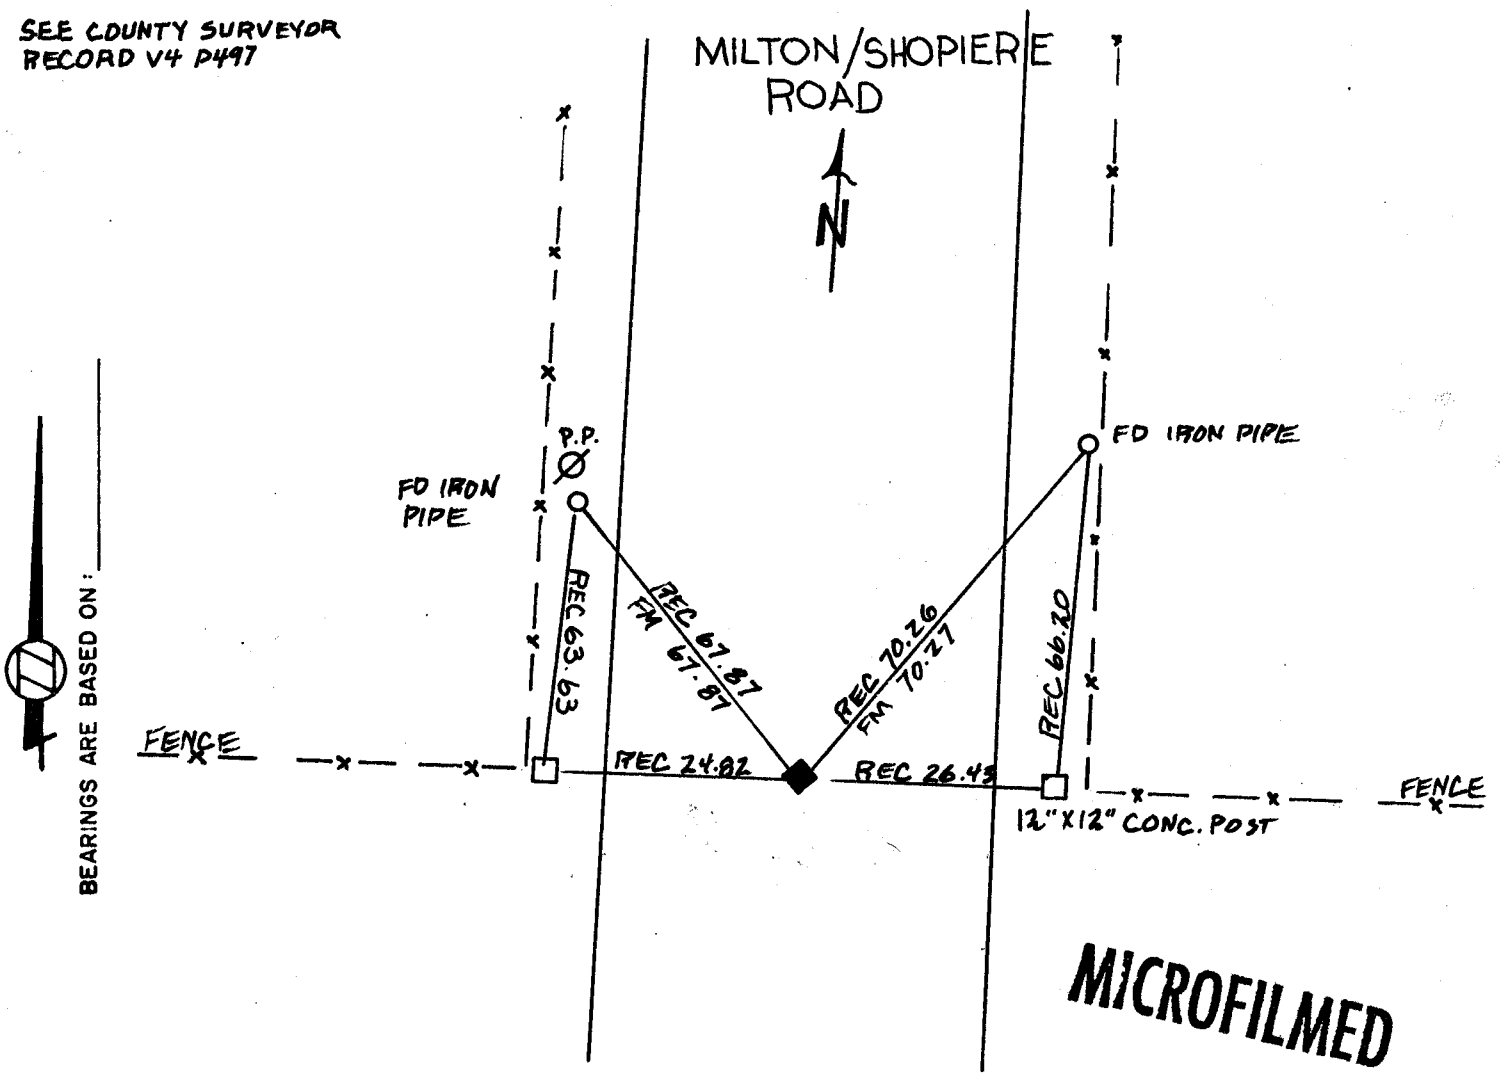 SEE COUNTY SURVEYOR
RECORD V4 P497
MILTON/SHOPIERE
ROAD
N
P.P.
FD IRON
PIPE
FD IRON PIPE
REC 63.63
REC 67.87
FM 67.87
REC 70.26
FM 70.27
REC 66.20
BEARINGS ARE BASED ON:
FENCE
REC 24.82
REC 26.43
FENCE
12"X12" CONC. POST
MICROFILMED